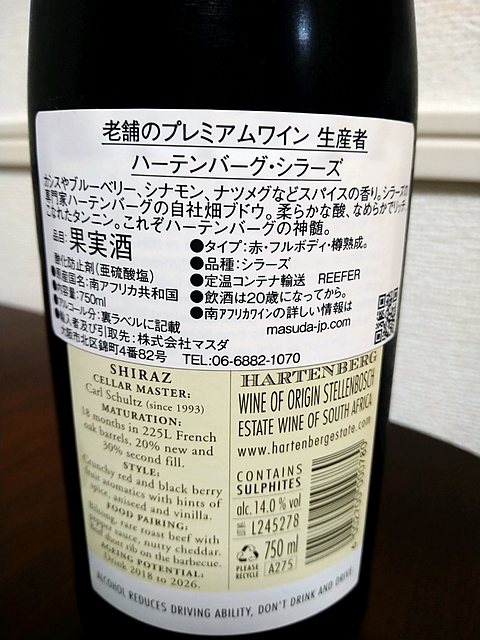 老舗のプレミアムワイン 生産者
ハーテンバーグ・シラーズ
カシスやブルーベリー、シナモン、ナツメグなどスパイスの香り。シラーズの
専門家ハーテンバーグの自社畑ブドウ。柔らかな酸、なめらかでリッチ、
こなれたタンニン。これぞハーテンバーグの神髄。
品目:果実酒
酸化防止剤(亜硫酸塩)
●原産国名:南アフリカ共和国
●内容量:750ml
●アルコール分:裏ラベルに記載
●輸入者及び引取先:株式会社マスダ
大阪市北区錦町4番82号 TEL:06-6882-1070
●タイプ:赤・フルボディ・樽熟成。
●品種:シラーズ
●定温コンテナ輸送 REEFER
●飲酒は20歳になってから。
●南アフリカワインの詳しい情報は
masuda-jp.com
SHIRAZ
CELLAR MASTER:
Carl Schultz (since 1993)
MATURATION:
18 months in 225L French
oak barrels, 20% new and
30% second fill.
STYLE:
Crunchy red and black berry
fruit aromatics with hints of
spice, aniseed and vanilla.
FOOD PAIRING:
Biltong, rare roast beef with
pepper sauce, nutty cheddar.
short rib on the barbecue.
AGEING POTENTIAL:
Drink 2018 to 2026.
HARTENBERG
WINE OF ORIGIN STELLENBOSCH
ESTATE WINE OF SOUTH AFRICA
www.hartenbergestate.com
CONTAINS
SULPHITES
alc. 14.0 % vol
L245278
PLEASE
RECYCLE
750 ml
A275
ALCOHOL REDUCES DRIVING ABILITY, DON'T DRINK AND DRIVE.